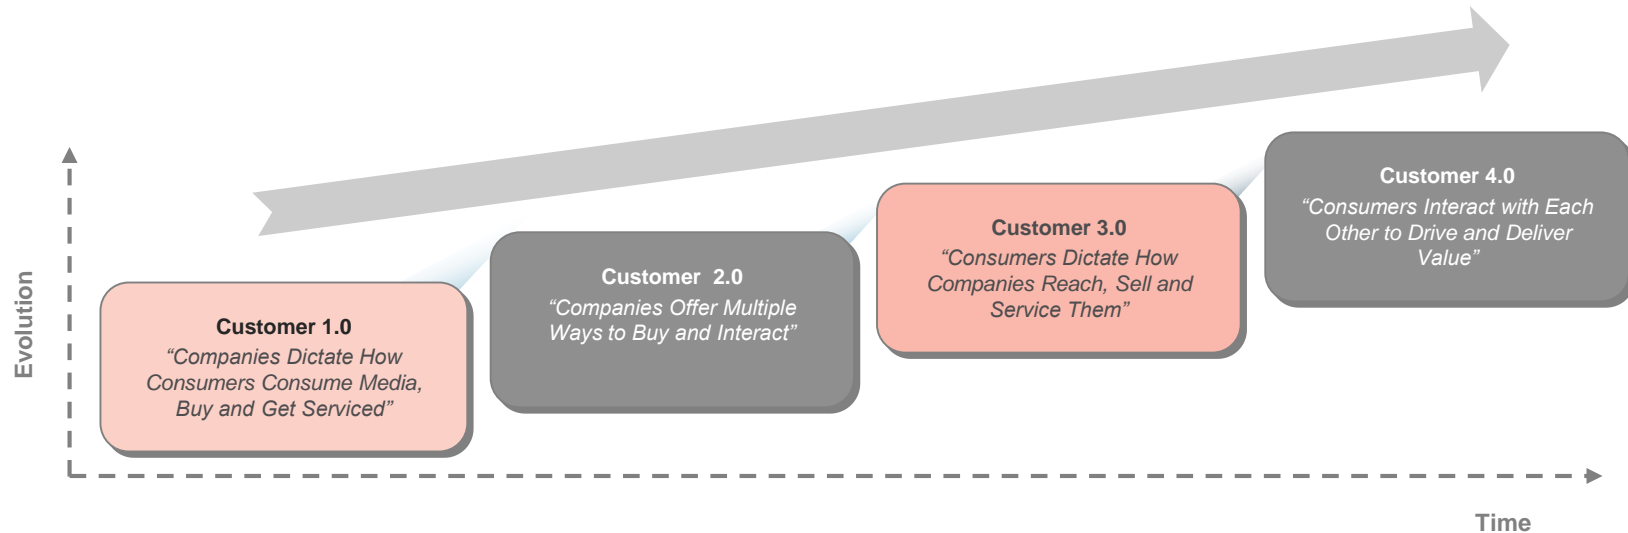 Customer 1.0
“Companies Dictate How
Consumers Consume Media,
Buy and Get Serviced”
Customer 2.0
“Companies Offer Multiple
Ways to Buy and Interact”
Customer 3.0
“Consumers Dictate How
Companies Reach, Sell and
Service Them”
Customer 4.0
“Consumers Interact with Each
Other to Drive and Deliver
Value”
Evolution
Time